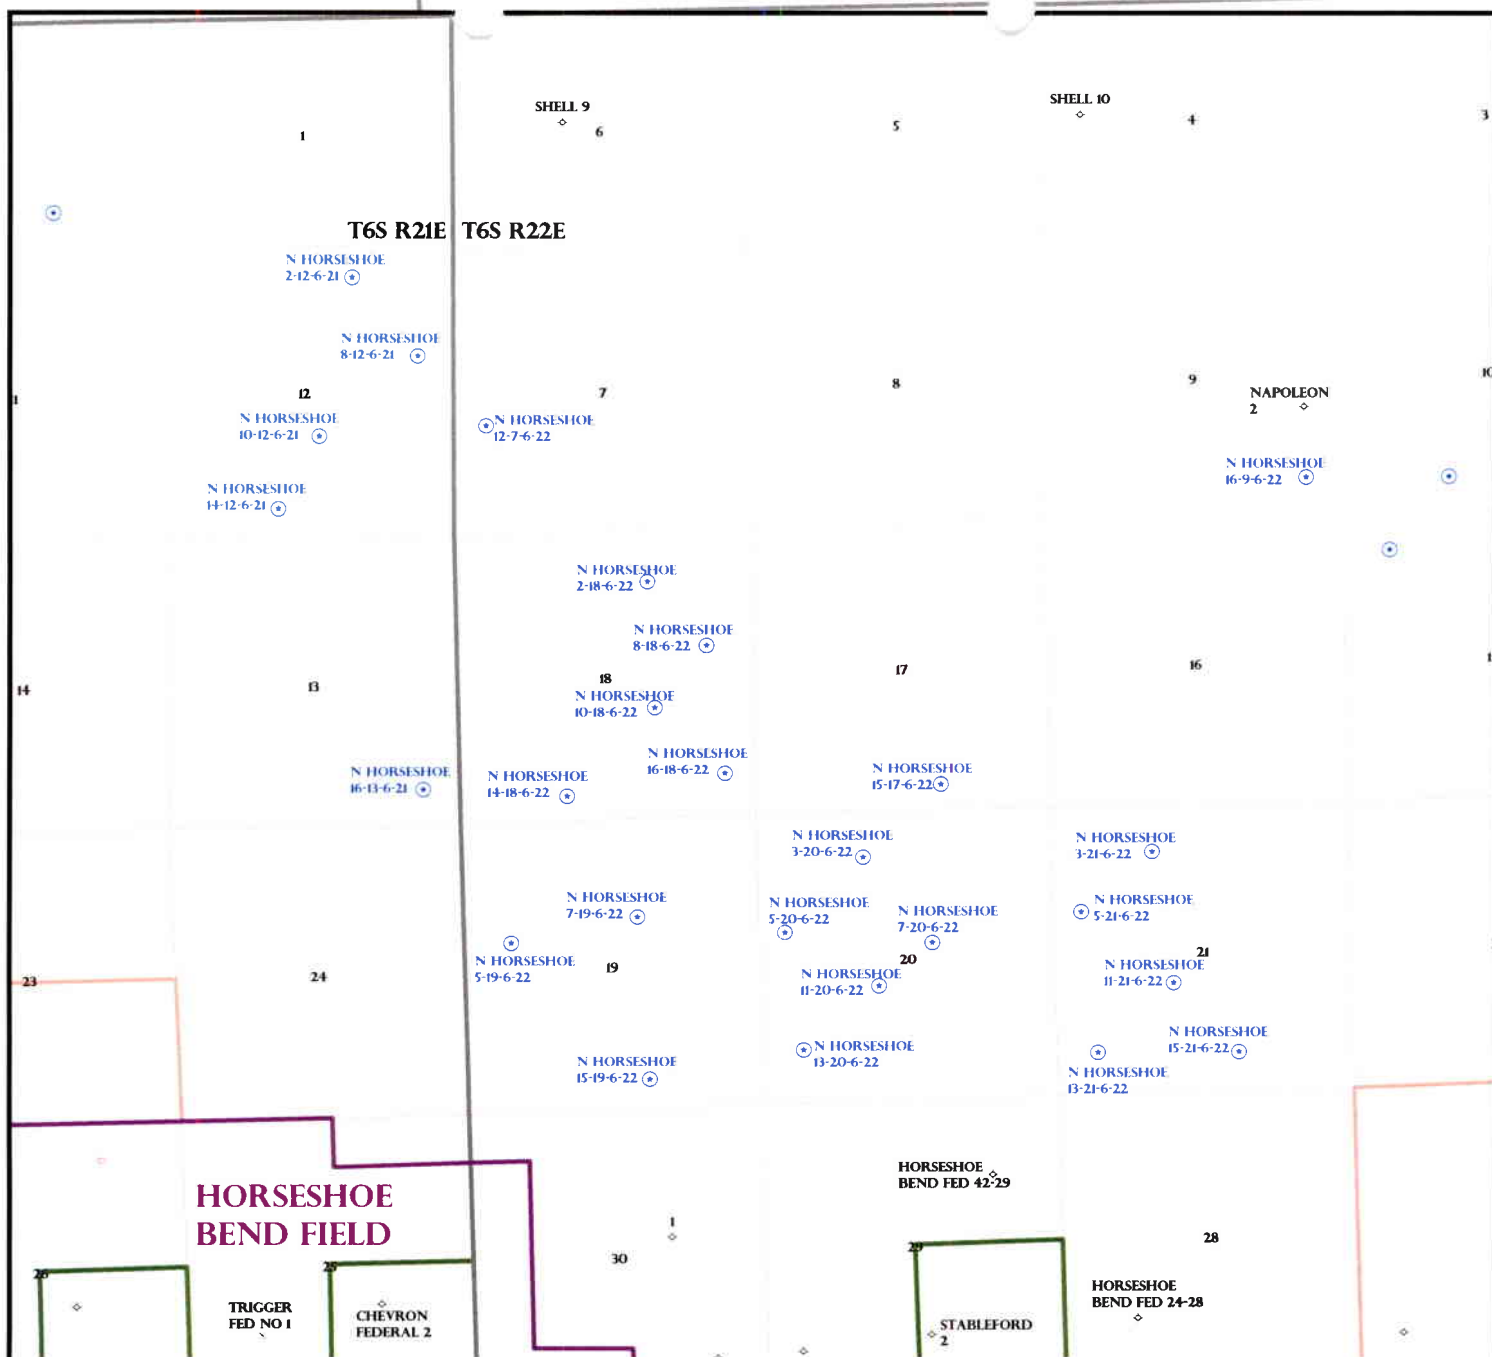 SHELL 9
SHELL 10
1
6
5
4
3
T6S R21E
T6S R22E
N HORSESHOE
2-12-6-21
N HORSESHOE
8-12-6-21
12
7
8
9
10
NAPOLEON
2
N HORSESHOE
10-12-6-21
N HORSESHOE
12-7-6-22
N HORSESHOE
16-9-6-22
N HORSESHOE
14-12-6-21
N HORSESHOE
2-18-6-22
N HORSESHOE
8-18-6-22
14
13
18
17
16
N HORSESHOE
10-18-6-22
N HORSESHOE
16-18-6-22
N HORSESHOE
16-13-6-21
N HORSESHOE
14-18-6-22
N HORSESHOE
15-17-6-22
N HORSESHOE
3-20-6-22
N HORSESHOE
3-21-6-22
N HORSESHOE
7-19-6-22
N HORSESHOE
5-20-6-22
N HORSESHOE
7-20-6-22
N HORSESHOE
5-21-6-22
23
24
N HORSESHOE
5-19-6-22
19
20
21
N HORSESHOE
11-20-6-22
N HORSESHOE
11-21-6-22
N HORSESHOE
15-19-6-22
N HORSESHOE
13-20-6-22
N HORSESHOE
15-21-6-22
N HORSESHOE
13-21-6-22
HORSESHOE
BEND FIELD
HORSESHOE
BEND FED 42-29
1
30
29
28
26
25
TRIGGER
FED NO 1
CHEVRON
FEDERAL 2
HORSESHOE
BEND FED 24-28
STABLEFORD
2